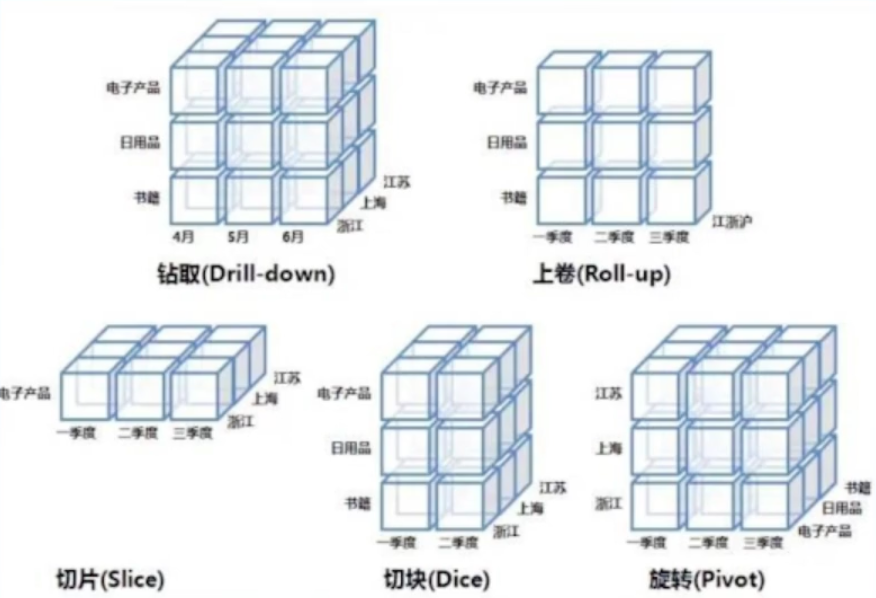 电子产品
日用品
书籍
4月 5月 6月
江苏
上海
浙江
钻取(Drill-down)
电子产品
日用品
书籍
一季度 二季度 三季度
江浙沪
上卷(Roll-up)
电子产品
一季度 二季度 三季度
江苏
上海
浙江
切片(Slice)
电子产品
日用品
书籍
一季度 二季度
江苏
上海
浙江
切块(Dice)
江苏
上海
浙江
一季度 二季度 三季度
书籍
日用品
电子产品
旋转(Pivot)